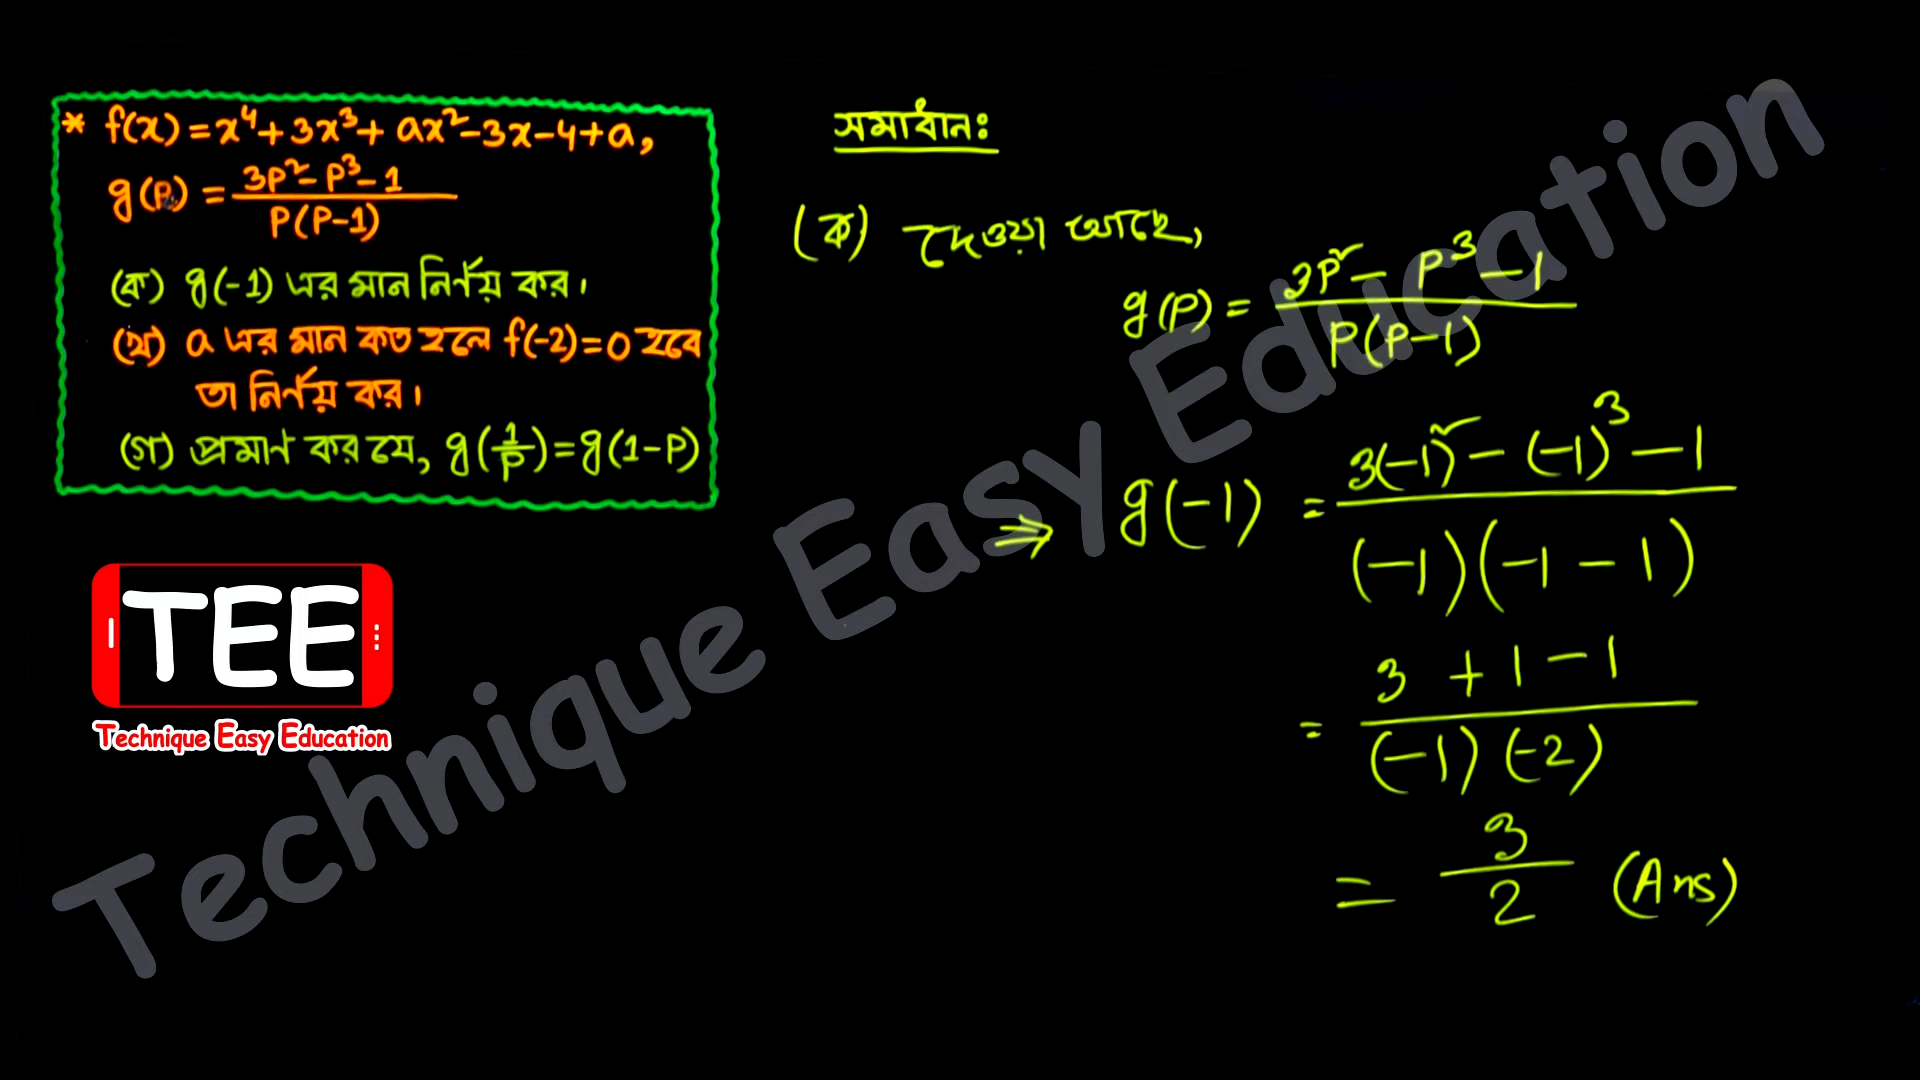 * f(x) = x⁴ + 3x³ + ax² - 3x - 4 + a,
g(P) = (3P² - P³ - 1) / (P(P-1))
(ক) g(-1) এর মান নির্ণয় কর।
(খ) a এর মান কত হলে f(-2) = 0 হবে
তা নির্ণয় কর।
(গ) প্রমাণ কর যে, g(1/P) = g(1-P)
TEE
Technique Easy Education
সমাধান:
(ক) দেওয়া আছে,
g(P) = (3P² - P³ - 1) / (P(P-1))
⇒ g(-1) = (3(-1)² - (-1)³ - 1) / ((-1)(-1-1))
= (3 + 1 - 1) / ((-1)(-2))
= 3/2 (Ans)
Technique Easy Education